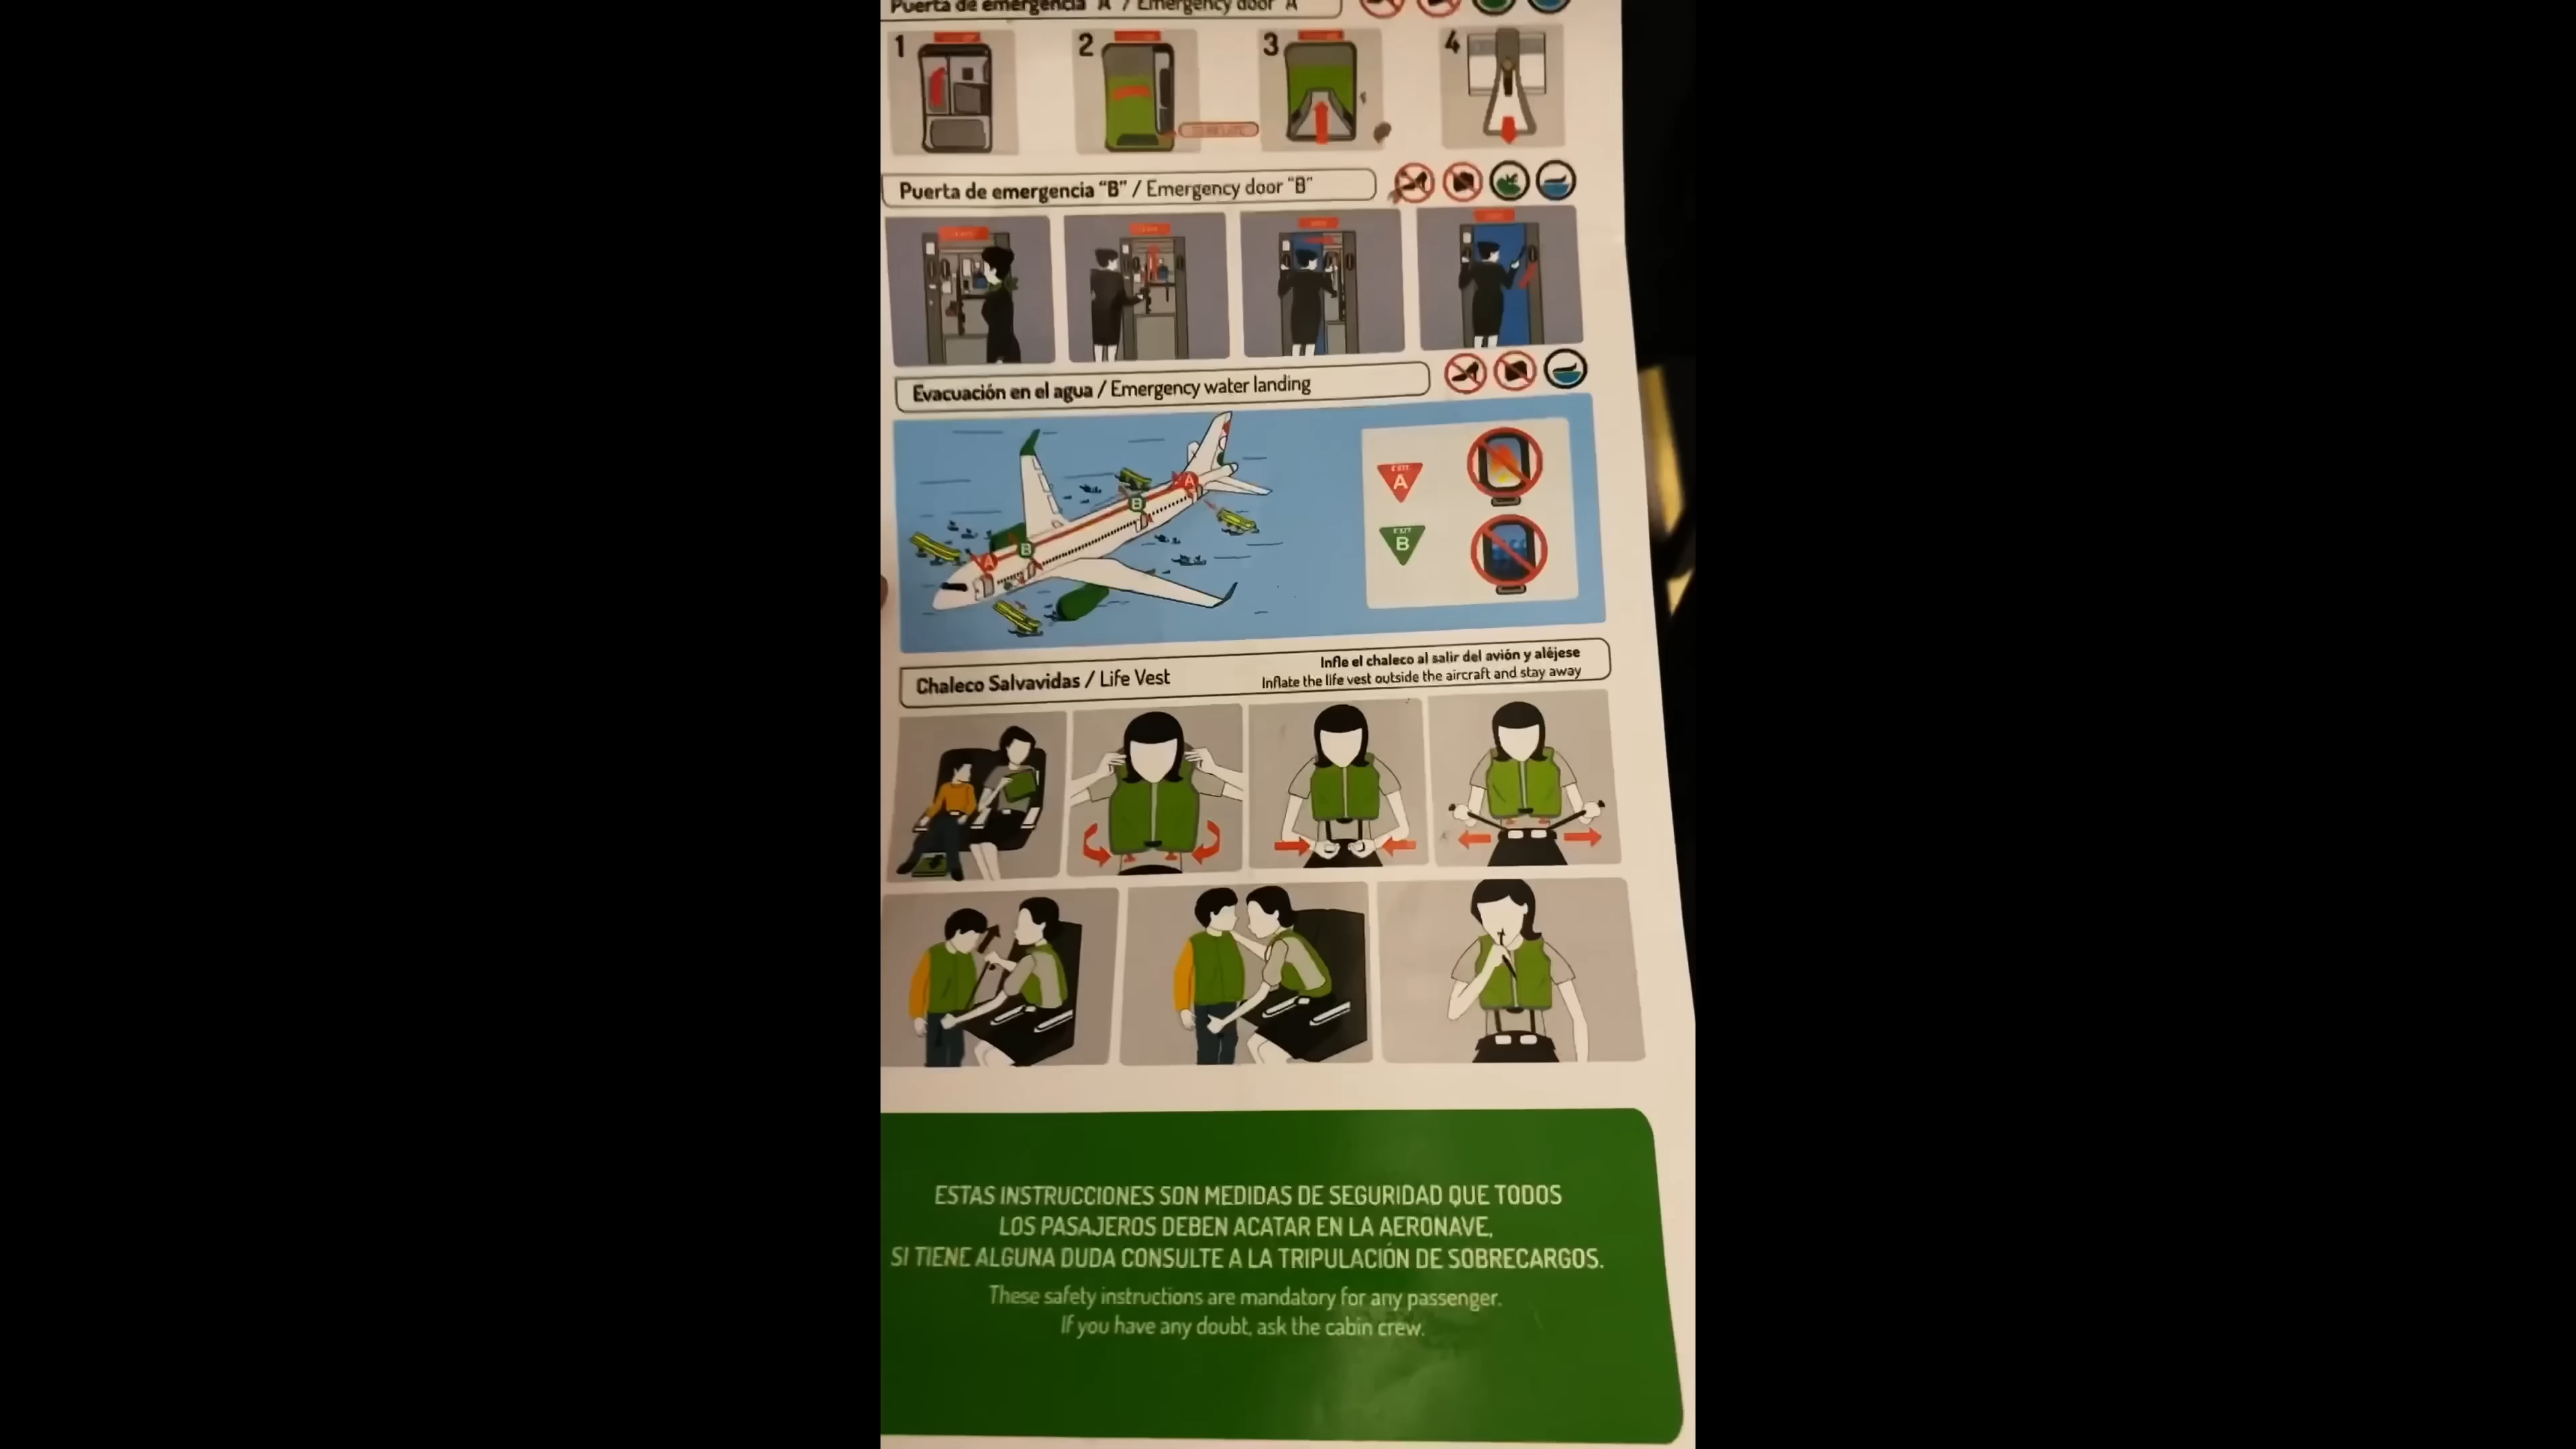 Puerta de emergencia "A" / Emergency door "A"
1
2
3
4
Puerta de emergencia “B” / Emergency door “B”
Evacuación en el agua / Emergency water landing
A
B
B
A
EXIT
A
EXIT
B
Chaleco Salvavidas / Life Vest
Infle el chaleco al salir del avión y aléjese
Inflate the life vest outside the aircraft and stay away
ESTAS INSTRUCCIONES SON MEDIDAS DE SEGURIDAD QUE TODOS
LOS PASAJEROS DEBEN ACATAR EN LA AERONAVE,
SI TIENE ALGUNA DUDA CONSULTE A LA TRIPULACIÓN DE SOBRECARGOS.
These safety instructions are mandatory for any passenger.
If you have any doubt, ask the cabin crew.